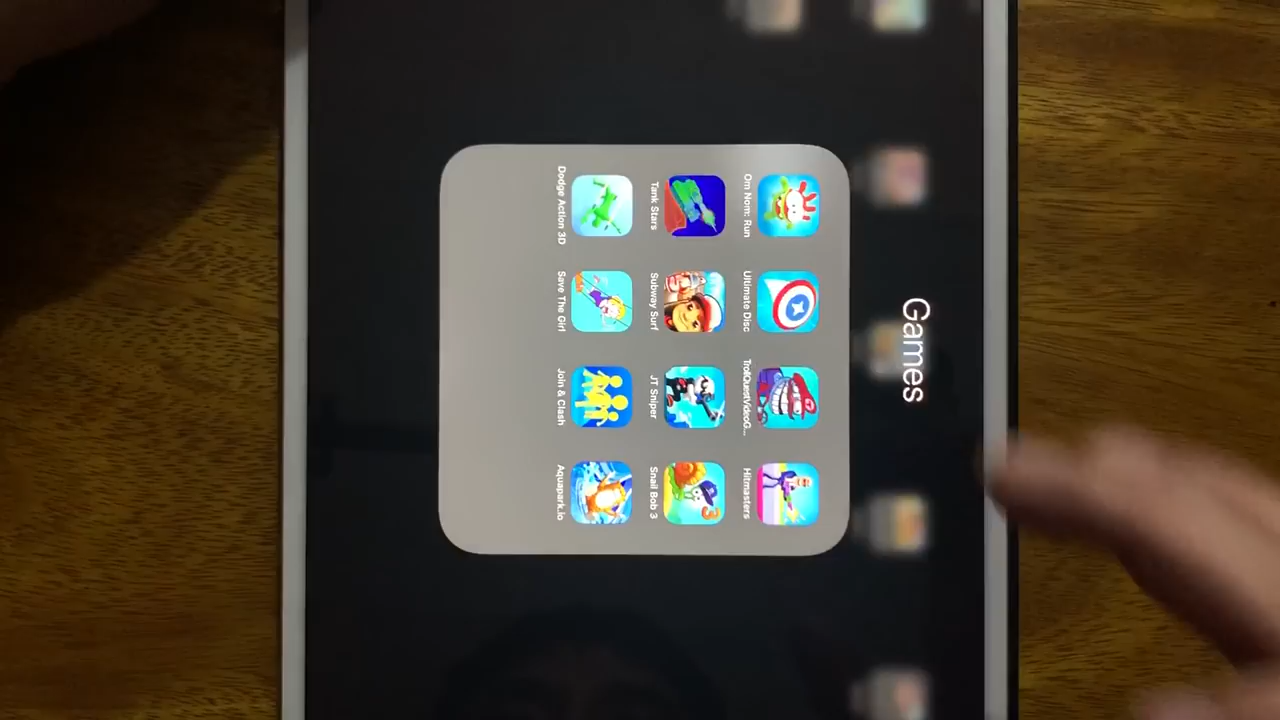 Games
Om Nom: Run
Ultimate Disc
TrollQuestVideoG...
Hitmasters
Tank Stars
Subway Surf
JT Sniper
Snail Bob 3
Dodge Action 3D
Save The Girl
Join & Clash
Aquapark.io